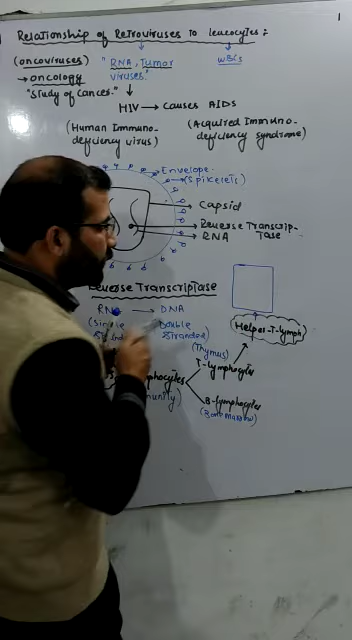 1
Relationship of Retroviruses to leucocytes:
(oncoviruses) "RNA, Tumor WBCs
→ oncology viruses."
"Study of Cancer."
HIV → Causes AIDS
(Human Immuno- (Acquired Immuno-
deficiency virus) deficiency syndrome)
Envelope
(Spikelets)
Capsid
Reverse Transcrip-
tase
RNA
Reverse Transcriptase
RNA → DNA
Double
Stranded
Helper-T-lymph
(Thymus)
T-lymphocytes
B-lymphocytes
(Bone marrow)